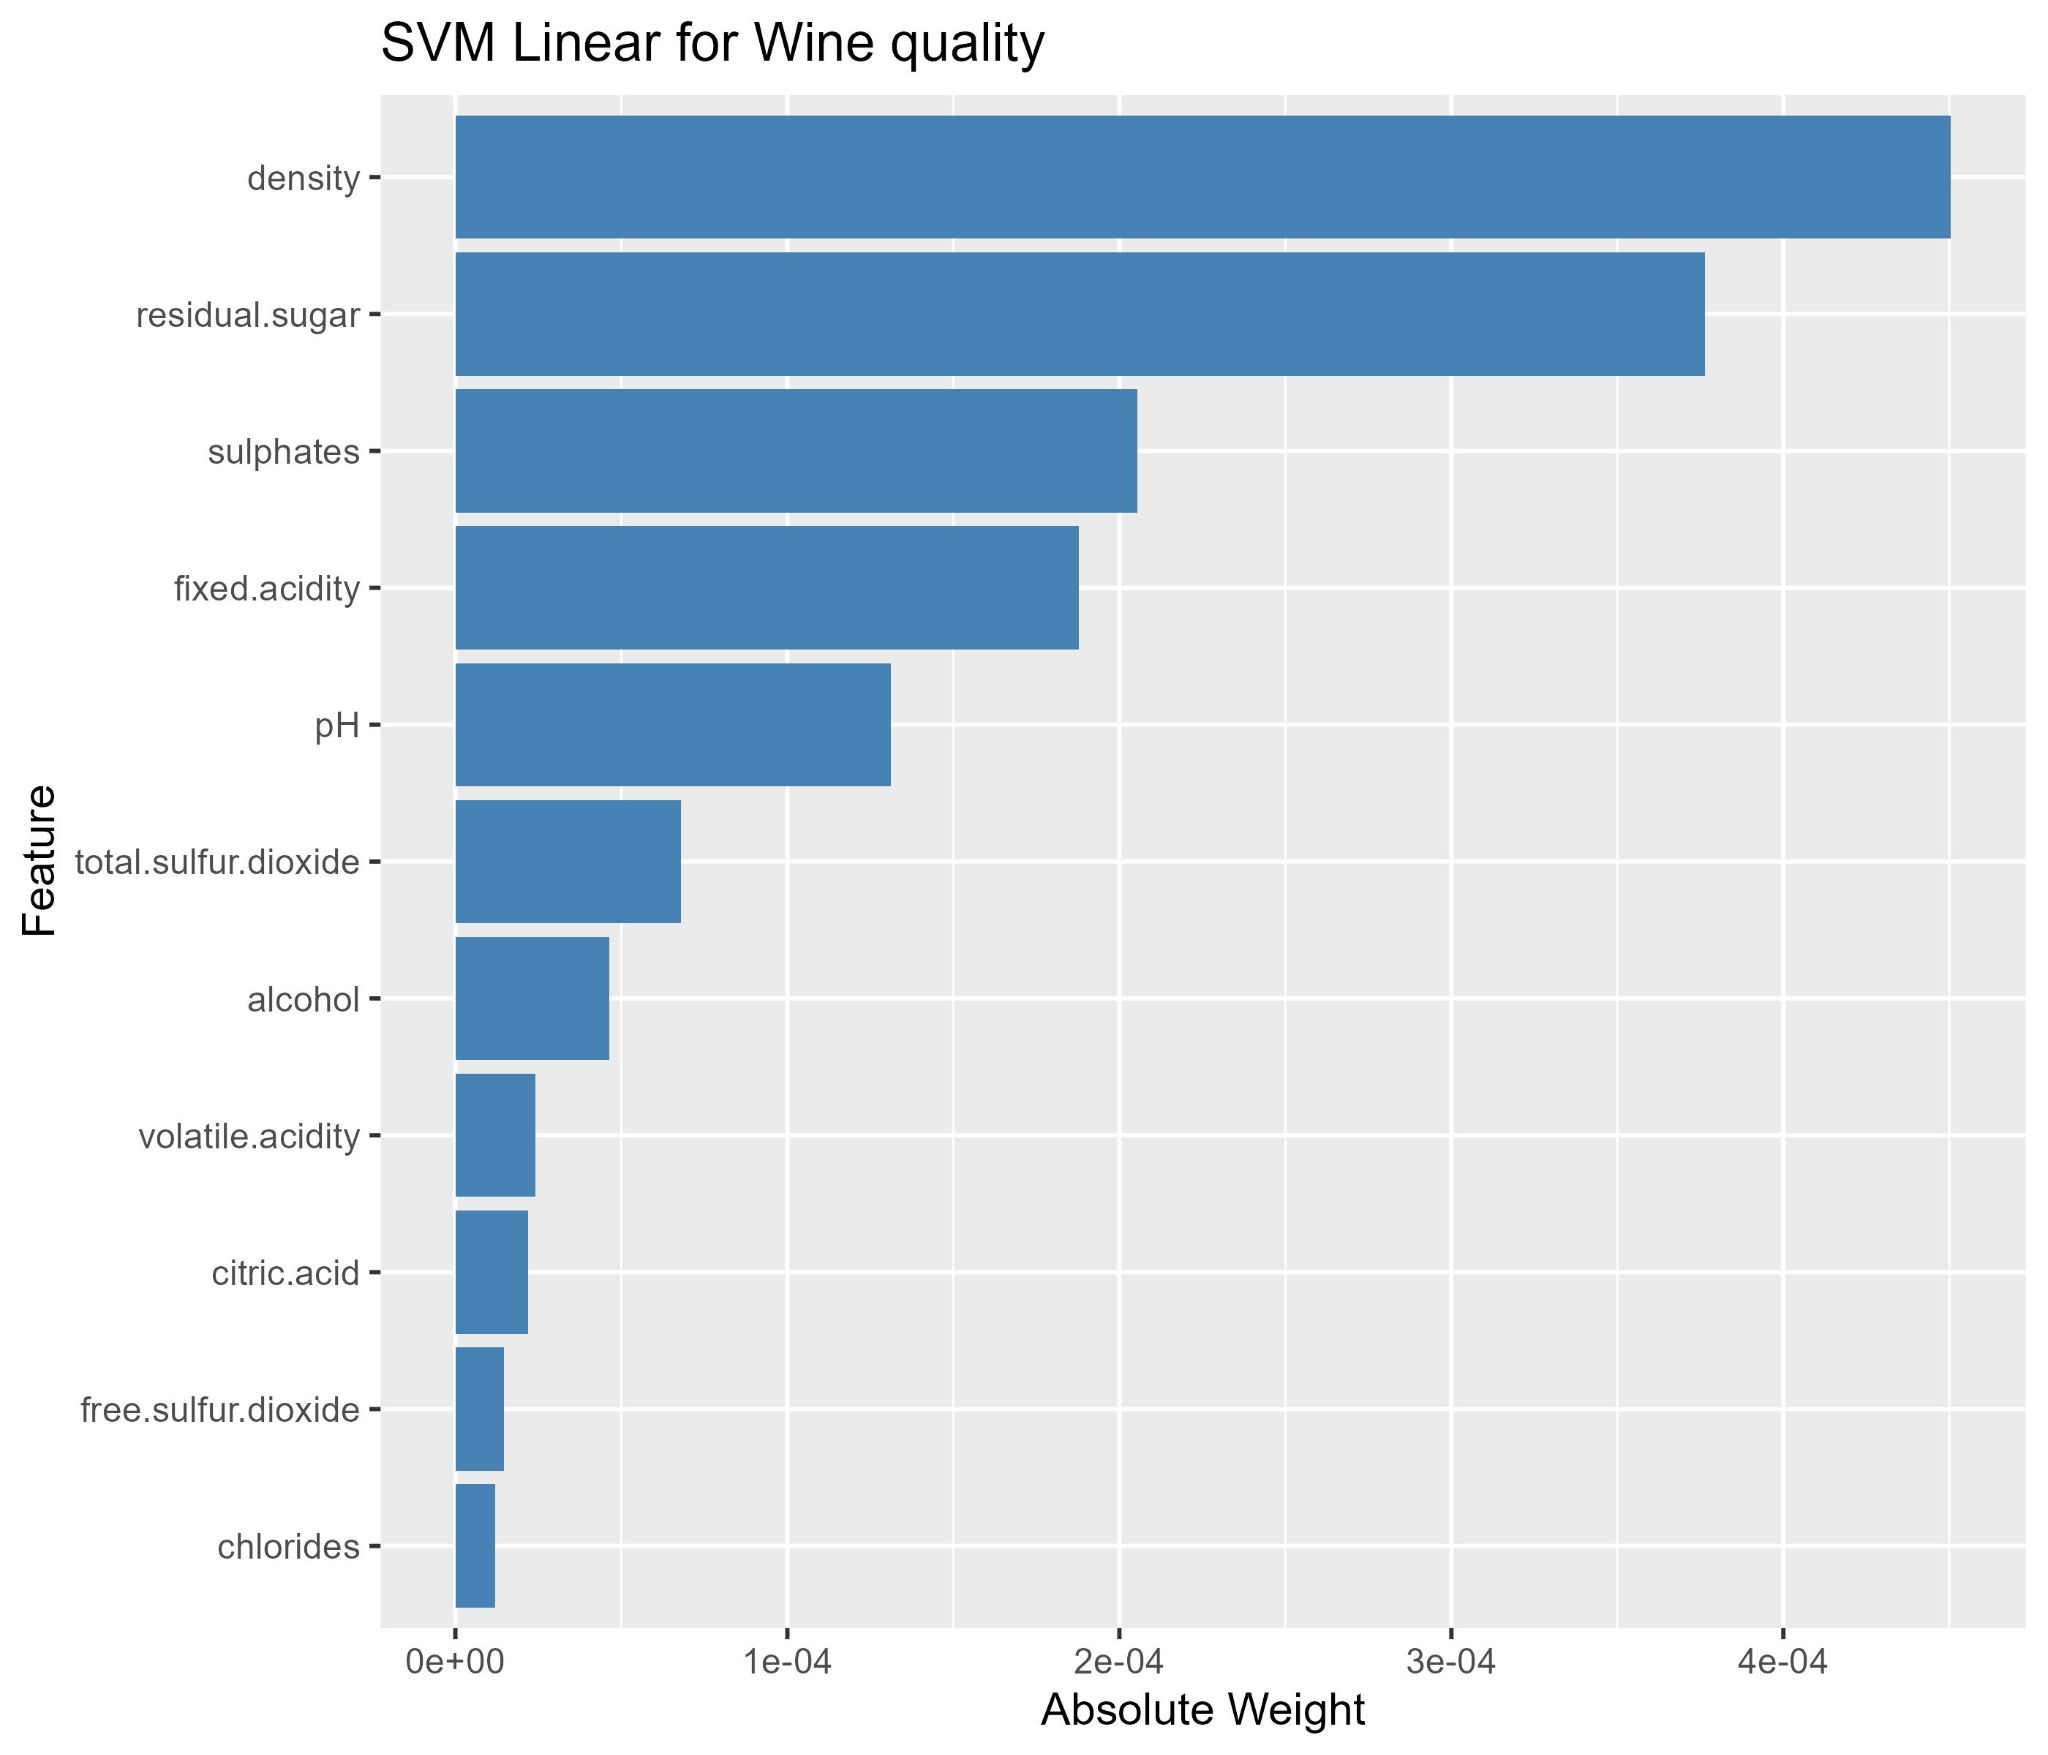 SVM Linear for Wine quality
density
residual.sugar
sulphates
fixed.acidity
pH
total.sulfur.dioxide
alcohol
volatile.acidity
citric.acid
free.sulfur.dioxide
chlorides
Feature
0e+00 1e-04 2e-04 3e-04 4e-04
Absolute Weight